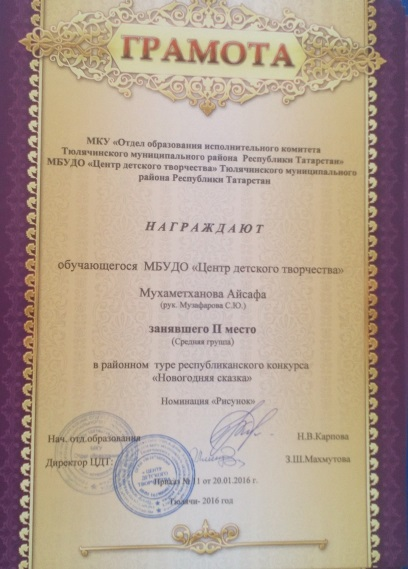 ГРАМОТА
МКУ «Отдел образования исполнительного комитета
Тюлячинского муниципального района Республики Татарстан»
МБУДО «Центр детского творчества» Тюлячинского муниципального
района Республики Татарстан
НАГРАЖДАЮТ
обучающегося МБУДО «Центр детского творчества»
Мухаметханова Айсафа
(рук. Музафарова С.Ю.)
занявшего II место
(Средняя группа)
в районном туре республиканского конкурса
«Новогодняя сказка»
Номинация «Рисунок»
Нач. отд.образования Н.В.Карпова
Директор ЦДТ: З.Ш.Махмутова
ЦЕНТР
ДЕТСКОГО
ТВОРЧЕСТВА
Приказ № 11 от 20.01.2016 г.
Тюлячи- 2016 год